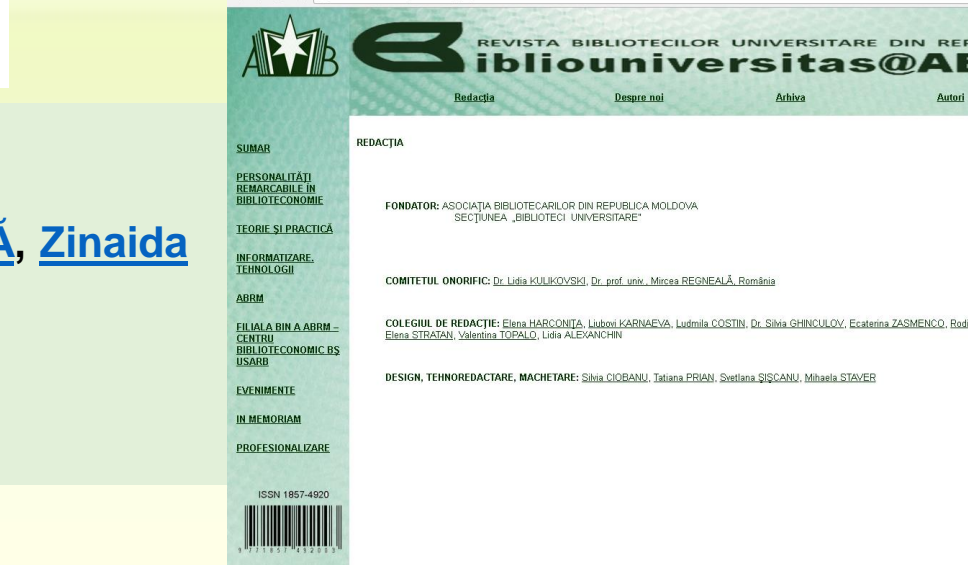 Ă, Zinaida
A B
REVISTA BIBLIOTECILOR UNIVERSITARE DIN REP
Bibliouniversitas@AB
Redacţia Despre noi Arhiva Autori
SUMAR
PERSONALITĂŢI
REMARCABILE ÎN
BIBLIOTECONOMIE
TEORIE ŞI PRACTICĂ
INFORMATIZARE.
TEHNOLOGII
ABRM
FILIALA BIN A ABRM –
CENTRU
BIBLIOTECONOMIC BŞ
USARB
EVENIMENTE
IN MEMORIAM
PROFESIONALIZARE
ISSN 1857-4920
9 771857 492003
REDACŢIA
FONDATOR: ASOCIAŢIA BIBLIOTECARILOR DIN REPUBLICA MOLDOVA
SECŢIUNEA „BIBLIOTECI UNIVERSITARE"
COMITETUL ONORIFIC: Dr. Lidia KULIKOVSKI, Dr. prof. univ., Mircea REGNEALĂ, România
COLEGIUL DE REDACŢIE: Elena HARCONIŢA, Liubovi KARNAEVA, Ludmila COSTIN, Dr. Silvia GHINCULOV, Ecaterina ZASMENCO, Rodi
Elena STRATAN, Valentina TOPALO, Lidia ALEXANCHIN
DESIGN, TEHNOREDACTARE, MACHETARE: Silvia CIOBANU, Tatiana PRIAN, Svetlana ŞIŞCANU, Mihaela STAVER